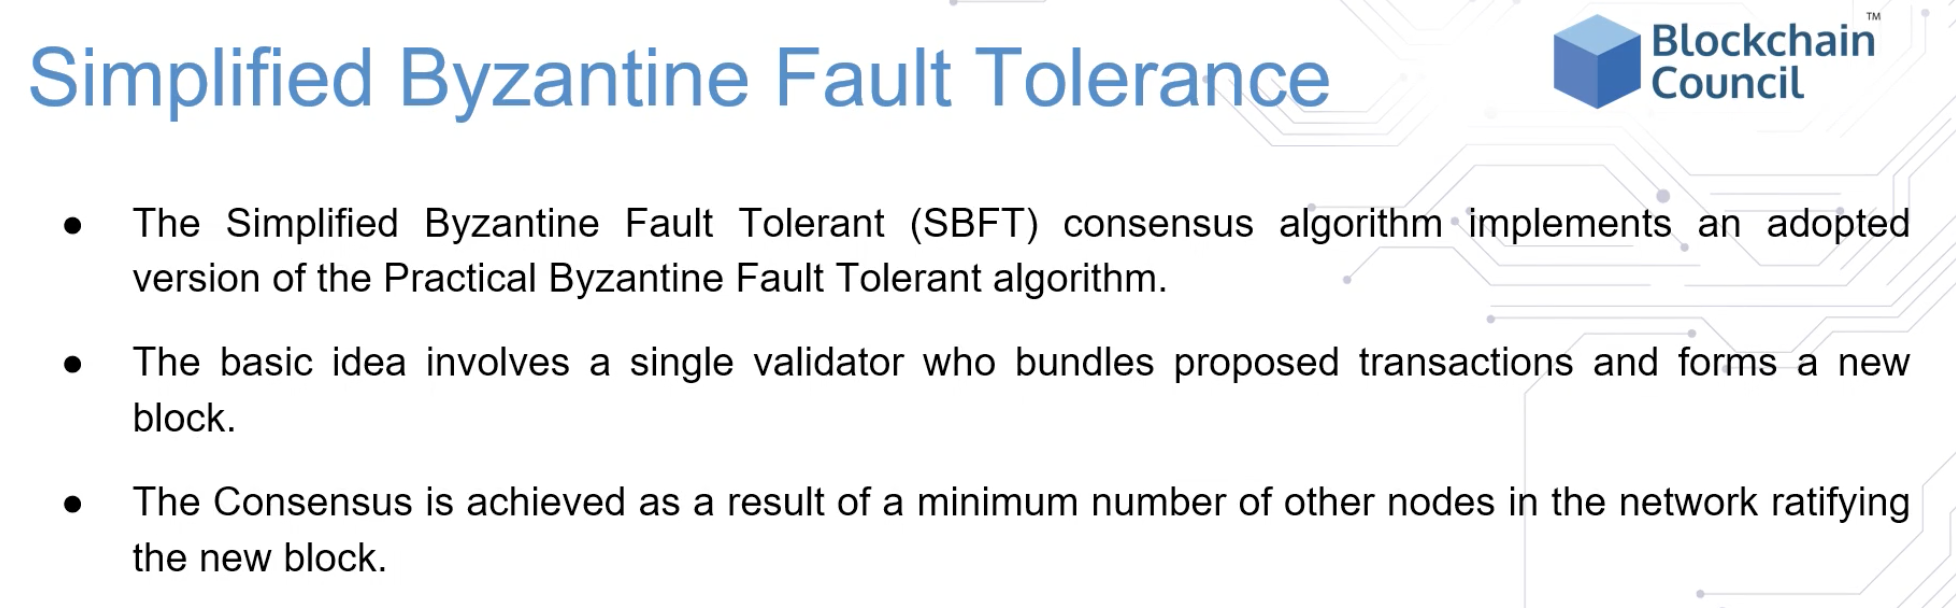 Simplified Byzantine Fault Tolerance
Blockchain
Council
TM
● The Simplified Byzantine Fault Tolerant (SBFT) consensus algorithm implements an adopted
version of the Practical Byzantine Fault Tolerant algorithm.
● The basic idea involves a single validator who bundles proposed transactions and forms a new
block.
● The Consensus is achieved as a result of a minimum number of other nodes in the network ratifying
the new block.